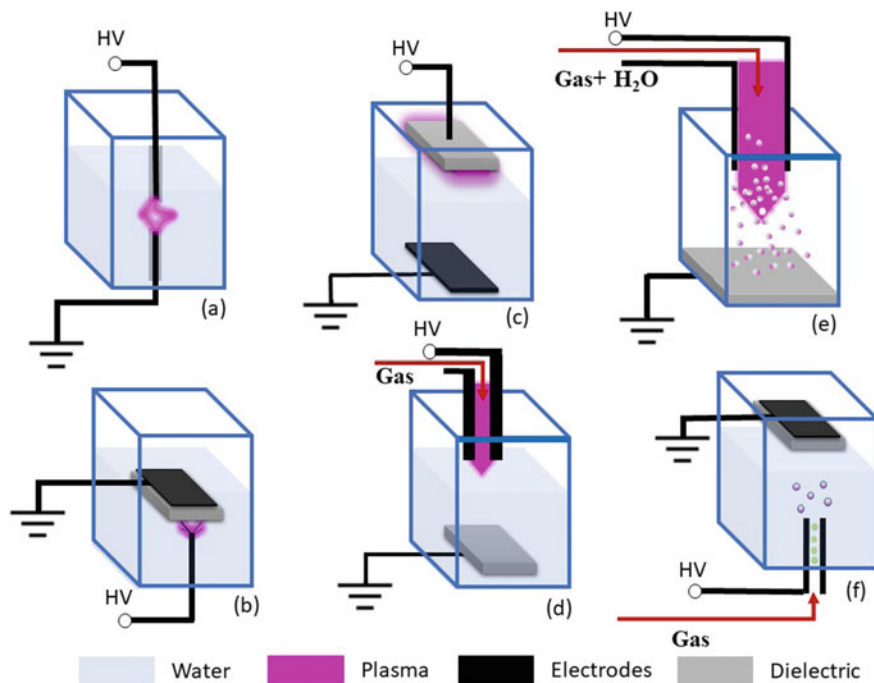 HV
(a)
HV
(b)
HV
(c)
HV
Gas
(d)
HV
Gas+ H₂O
(e)
HV
Gas
(f)
Water
Plasma
Electrodes
Dielectric